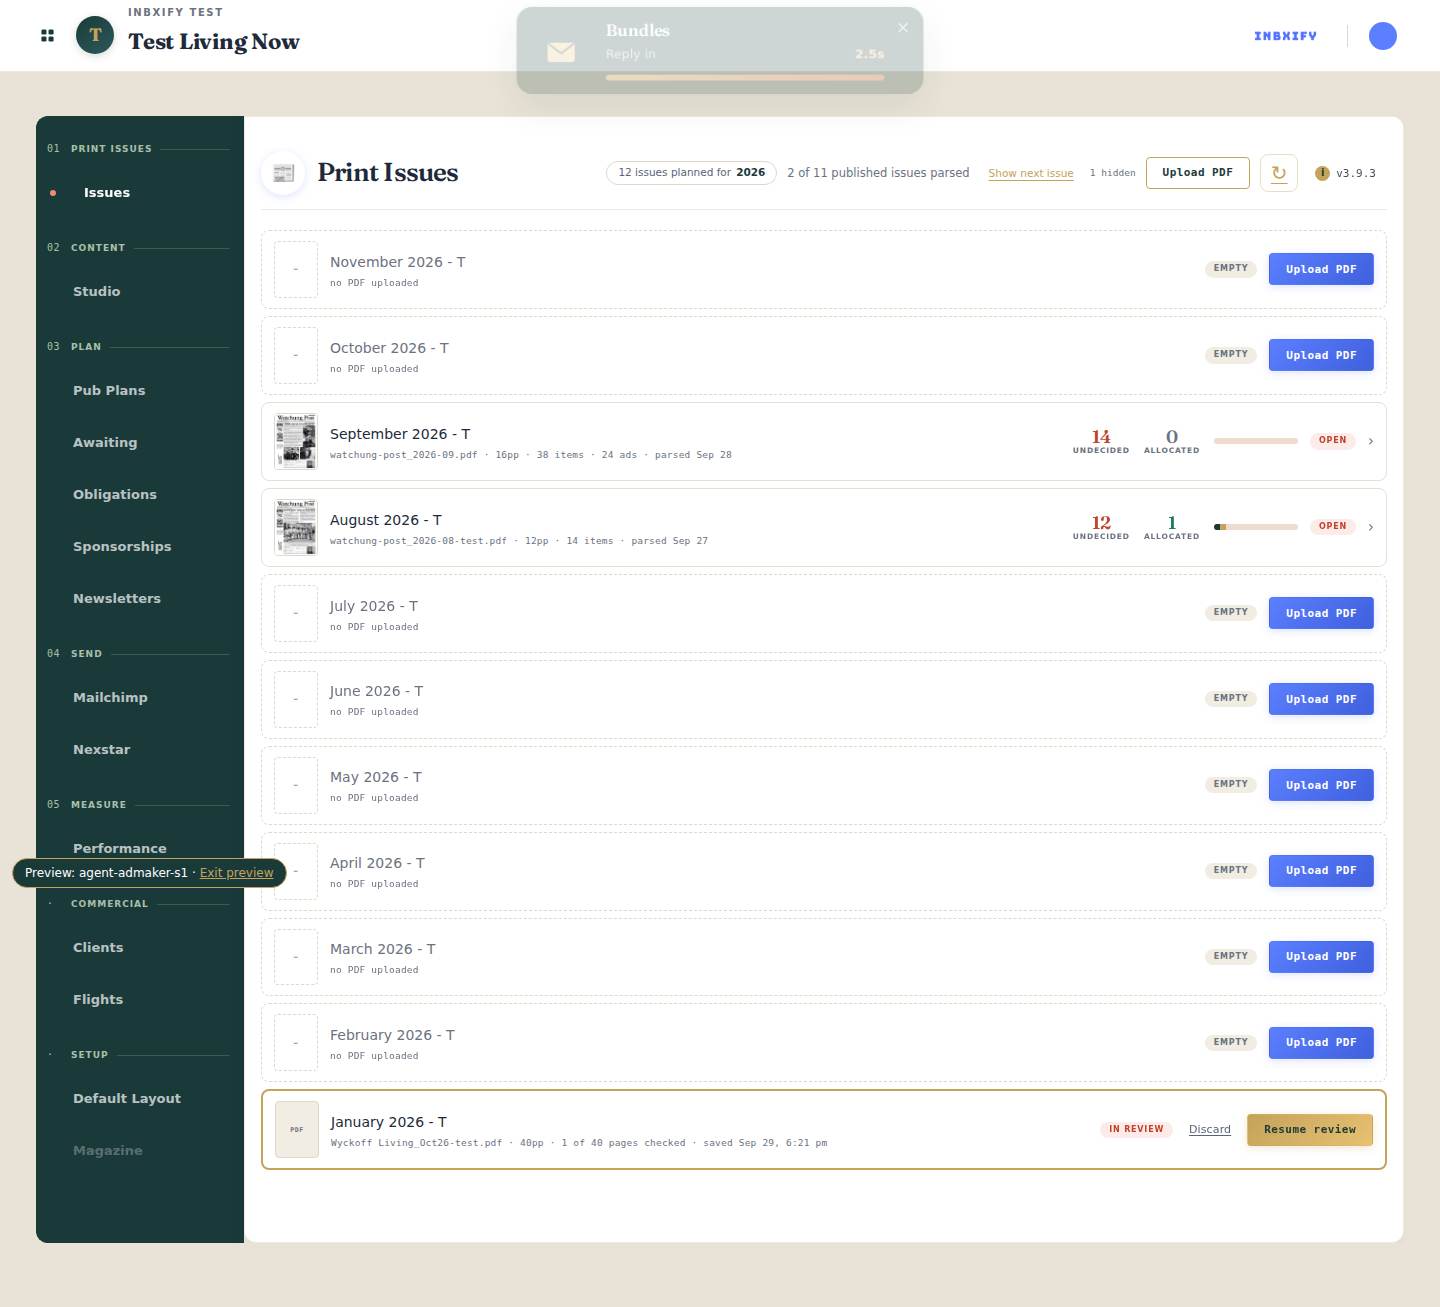 INBXIFY TEST
T
Test Living Now
Bundles
Reply in 2.5s
INBXIFY
01 PRINT ISSUES
Issues
02 CONTENT
Studio
03 PLAN
Pub Plans
Awaiting
Obligations
Sponsorships
Newsletters
04 SEND
Mailchimp
Nexstar
05 MEASURE
Performance
Preview: agent-admaker-s1 · Exit preview
· COMMERCIAL
Clients
Flights
· SETUP
Default Layout
Magazine
Print Issues
12 issues planned for 2026
2 of 11 published issues parsed
Show next issue
1 hidden
Upload PDF
i v3.9.3
November 2026 - T
no PDF uploaded
EMPTY
Upload PDF
October 2026 - T
no PDF uploaded
EMPTY
Upload PDF
Watchung Post
September 2026 - T
watchung-post_2026-09.pdf · 16pp · 38 items · 24 ads · parsed Sep 28
14 UNDECIDED
0 ALLOCATED
OPEN
Watchung Post
August 2026 - T
watchung-post_2026-08-test.pdf · 12pp · 14 items · parsed Sep 27
12 UNDECIDED
1 ALLOCATED
OPEN
July 2026 - T
no PDF uploaded
EMPTY
Upload PDF
June 2026 - T
no PDF uploaded
EMPTY
Upload PDF
May 2026 - T
no PDF uploaded
EMPTY
Upload PDF
April 2026 - T
no PDF uploaded
EMPTY
Upload PDF
March 2026 - T
no PDF uploaded
EMPTY
Upload PDF
February 2026 - T
no PDF uploaded
EMPTY
Upload PDF
PDF
January 2026 - T
Wyckoff Living_Oct26-test.pdf · 40pp · 1 of 40 pages checked · saved Sep 29, 6:21 pm
IN REVIEW
Discard
Resume review